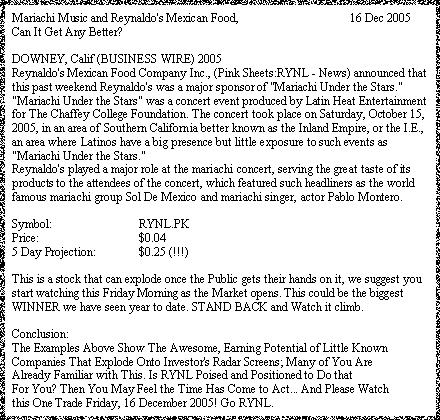 Mariachi Music and Reynaldo's Mexican Food, 16 Dec 2005
Can It Get Any Better?
DOWNEY, Calif (BUSINESS WIRE) 2005
Reynaldo's Mexican Food Company Inc., (Pink Sheets:RYNL - News) announced that
this past weekend Reynaldo's was a major sponsor of "Mariachi Under the Stars."
"Mariachi Under the Stars" was a concert event produced by Latin Heat Entertainment
for The Chaffey College Foundation. The concert took place on Saturday, October 15,
2005, in an area of Southern California better known as the Inland Empire, or the I.E.,
an area where Latinos have a big presence but little exposure to such events as
"Mariachi Under the Stars."
Reynaldo's played a major role at the mariachi concert, serving the great taste of its
products to the attendees of the concert, which featured such headliners as the world
famous mariachi group Sol De Mexico and mariachi singer, actor Pablo Montero.
Symbol: RYNL.PK
Price: $0.04
5 Day Projection: $0.25 (!!!)
This is a stock that can explode once the Public gets their hands on it, we suggest you
start watching this Friday Morning as the Market opens. This could be the biggest
WINNER we have seen year to date. STAND BACK and Watch it climb.
Conclusion:
The Examples Above Show The Awesome, Earning Potential of Little Known
Companies That Explode Onto Investor's Radar Screens; Many of You Are
Already Familiar with This. Is RYNL Poised and Positioned to Do that
For You? Then You May Feel the Time Has Come to Act... And Please Watch
this One Trade Friday, 16 December 2005! Go RYNL.